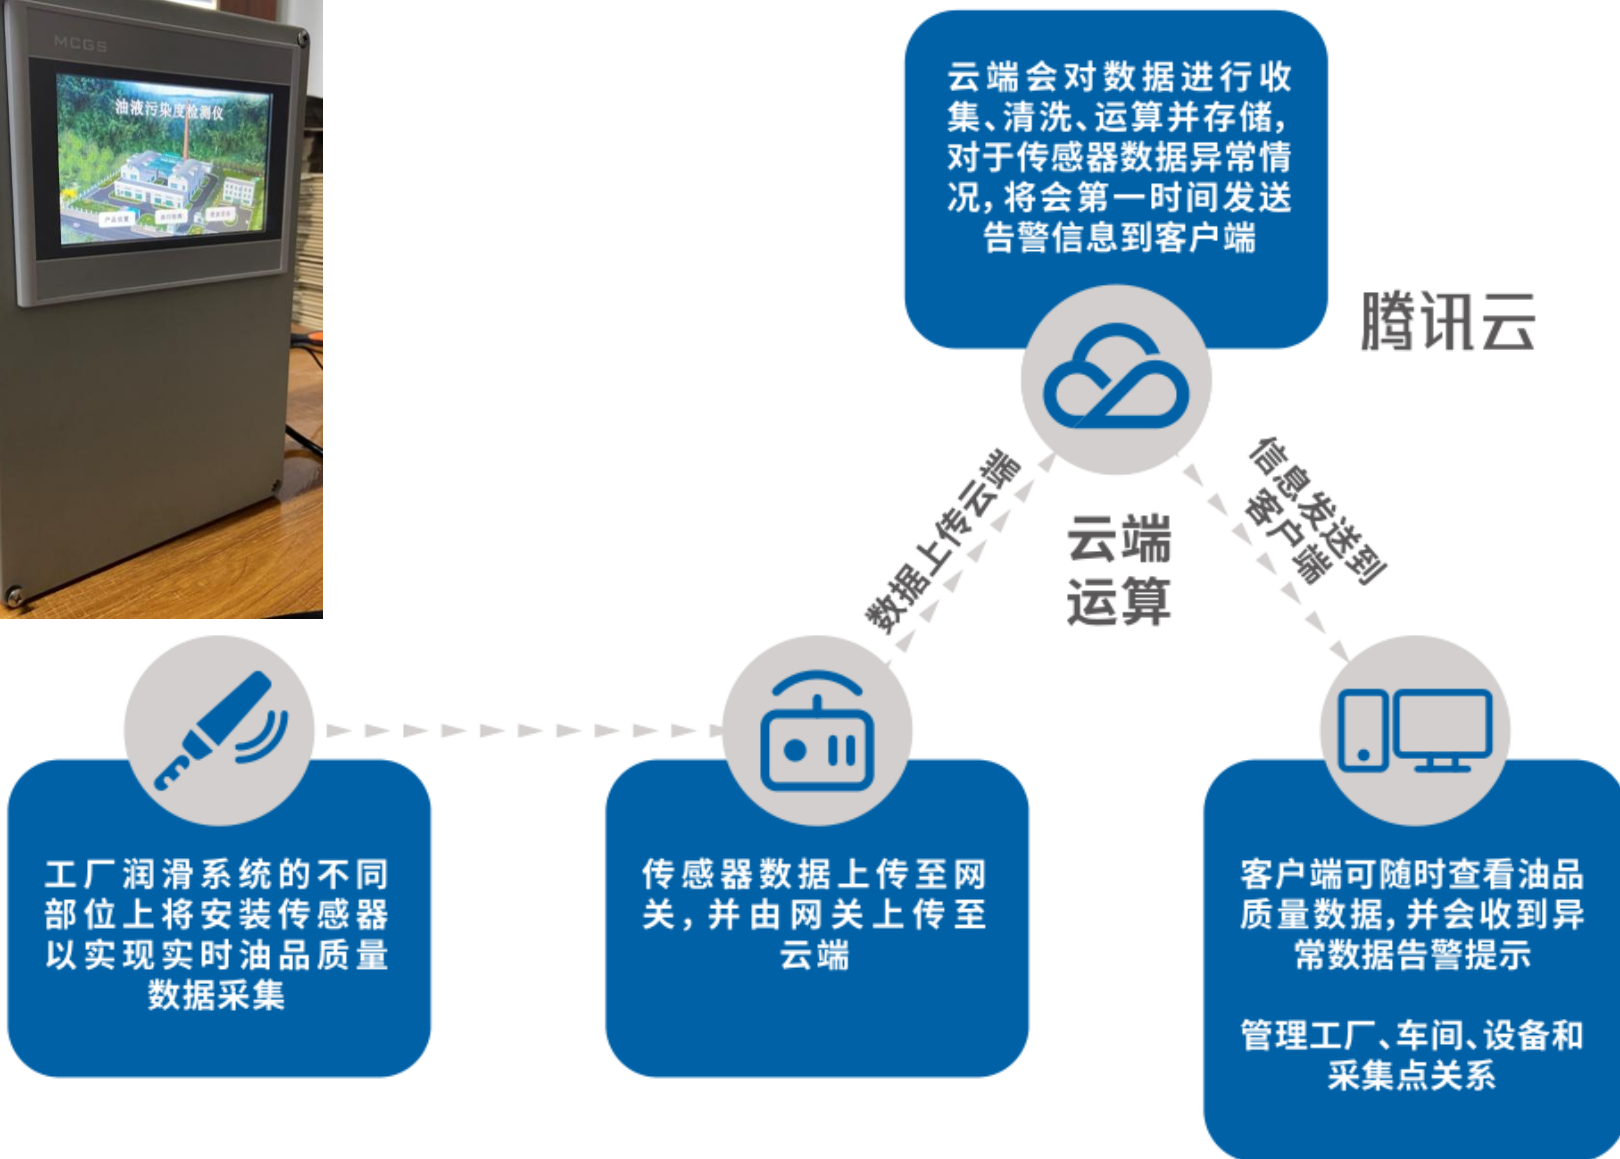 MCGS
油液污染度检测仪
云端会对数据进行收
集、清洗、运算并存储，
对于传感器数据异常情
况，将会第一时间发送
告警信息到客户端
腾讯云
数据上传云端
云端
运算
信息发送到
客户端
工厂润滑系统的不同
部位上将安装传感器
以实现实时油品质量
数据采集
传感器数据上传至网
关，并由网关上传至
云端
客户端可随时查看油品
质量数据，并会收到异
常数据告警提示
管理工厂、车间、设备和
采集点关系